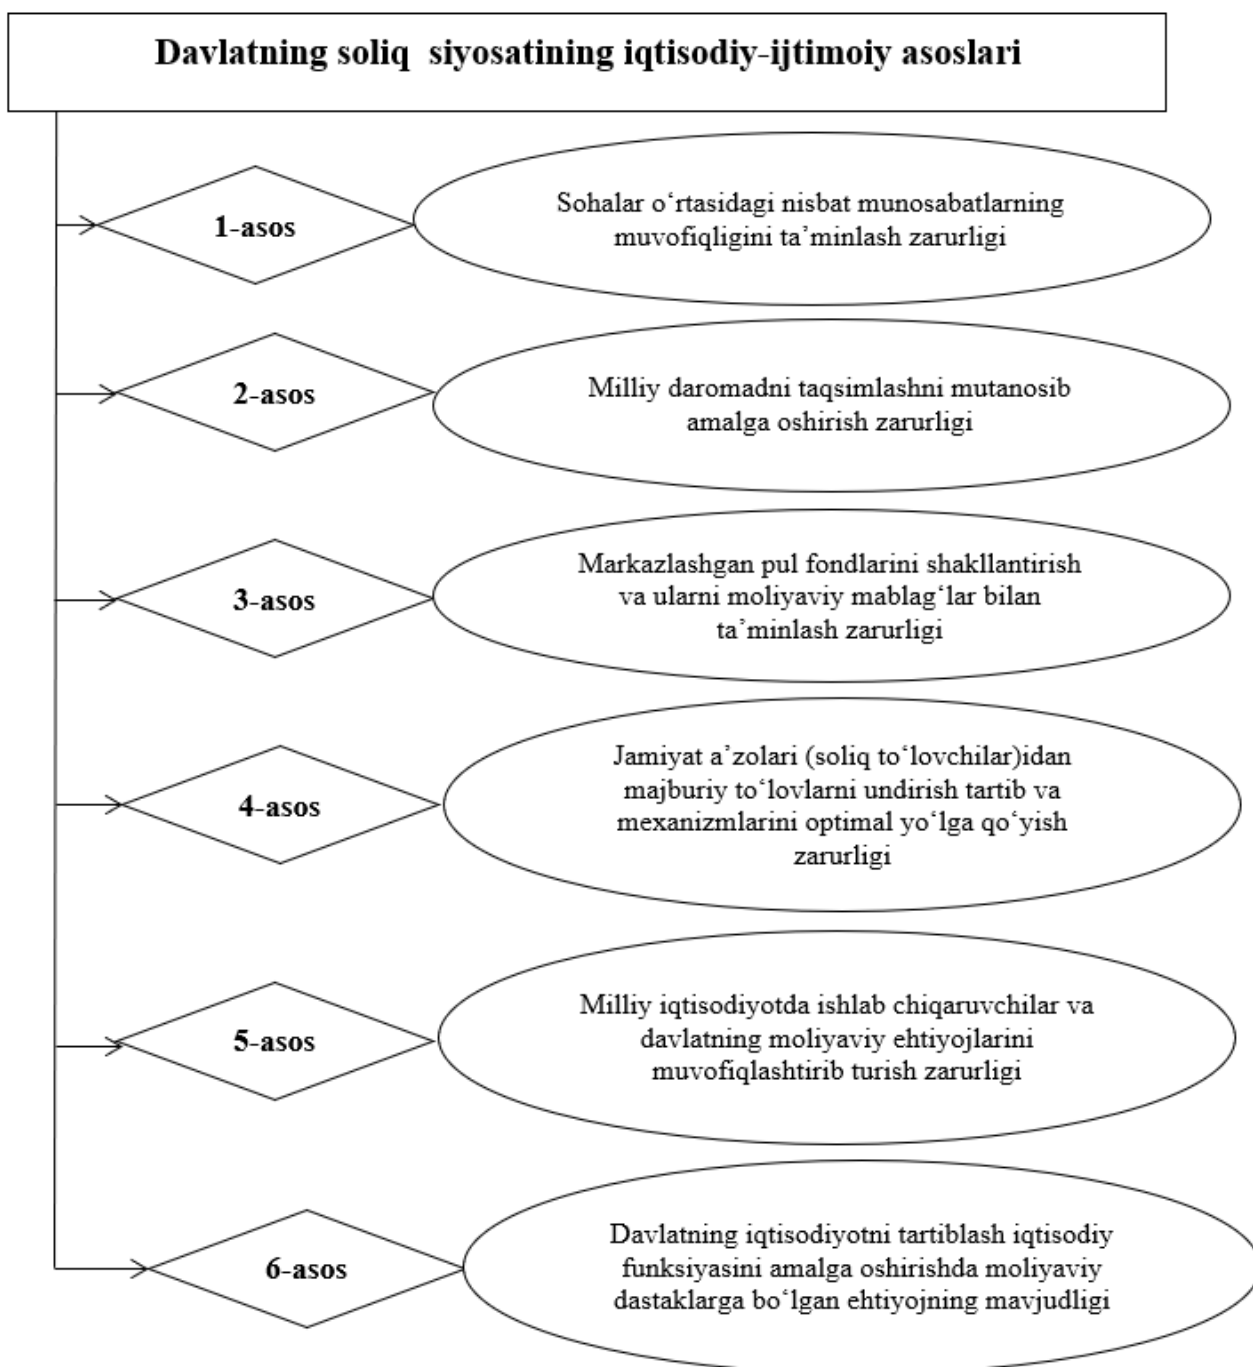 Davlatning soliq  siyosatining iqtisodiy-ijtimoiy asoslari
1-asos
Sohalar o‘rtasidagi nisbat munosabatlarning
muvofiqligini ta’minlash zarurligi
2-asos
Milliy daromadni taqsimlashni mutanosib
amalga oshirish zarurligi
3-asos
Markazlashgan pul fondlarini shakllantirish
va ularni moliyaviy mablag‘lar bilan
ta’minlash zarurligi
4-asos
Jamiyat a’zolari (soliq to‘lovchilar)idan
majburiy to‘lovlarni undirish tartib va
mexanizmlarini optimal yo‘lga qo‘yish
zarurligi
5-asos
Milliy iqtisodiyotda ishlab chiqaruvchilar va
davlatning moliyaviy ehtiyojlarini
muvofiqlashtirib turish zarurligi
6-asos
Davlatning iqtisodiyotni tartiblash iqtisodiy
funksiyasini amalga oshirishda moliyaviy
dastaklarga bo‘lgan ehtiyojning mavjudligi